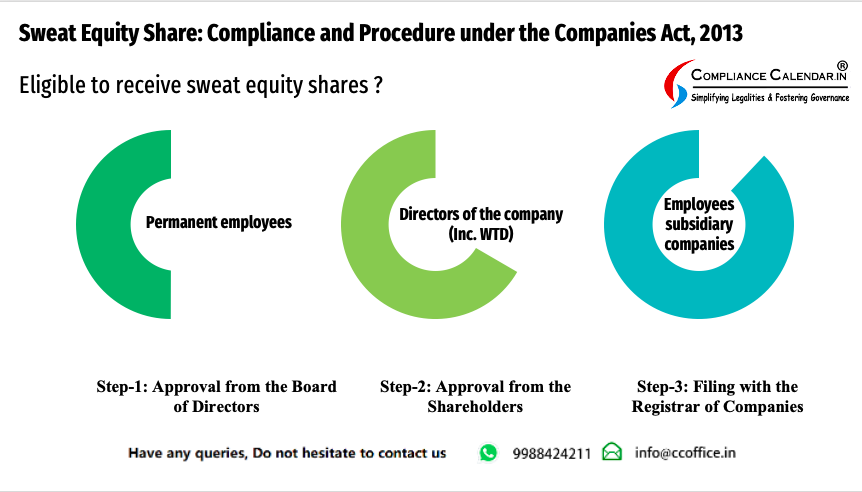 Sweat Equity Share: Compliance and Procedure under the Companies Act, 2013
Eligible to receive sweat equity shares ?
®
COMPLIANCE CALENDAR.IN
Simplifying Legalities & Fostering Governance
Permanent employees
Directors of the company
(Inc. WTD)
Employees
subsidiary
companies
Step-1: Approval from the Board
of Directors
Step-2: Approval from the
Shareholders
Step-3: Filing with the
Registrar of Companies
Have any queries, Do not hesitate to contact us
9988424211
info@ccoffice.in